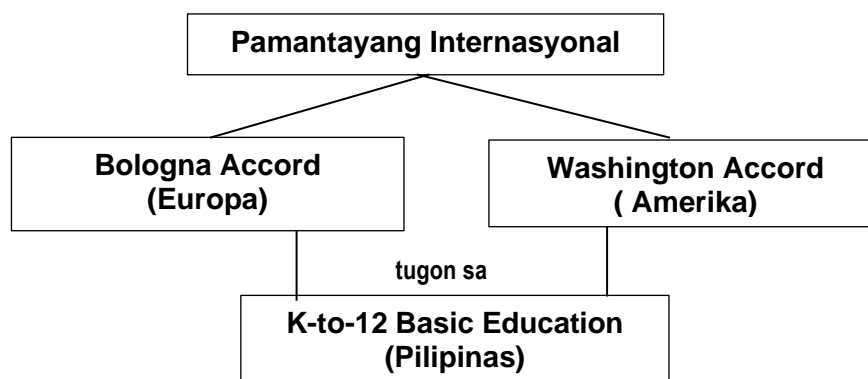 Pamantayang Internasyonal
Bologna Accord
(Europa)
Washington Accord
( Amerika)
tugon sa
K-to-12 Basic Education
(Pilipinas)